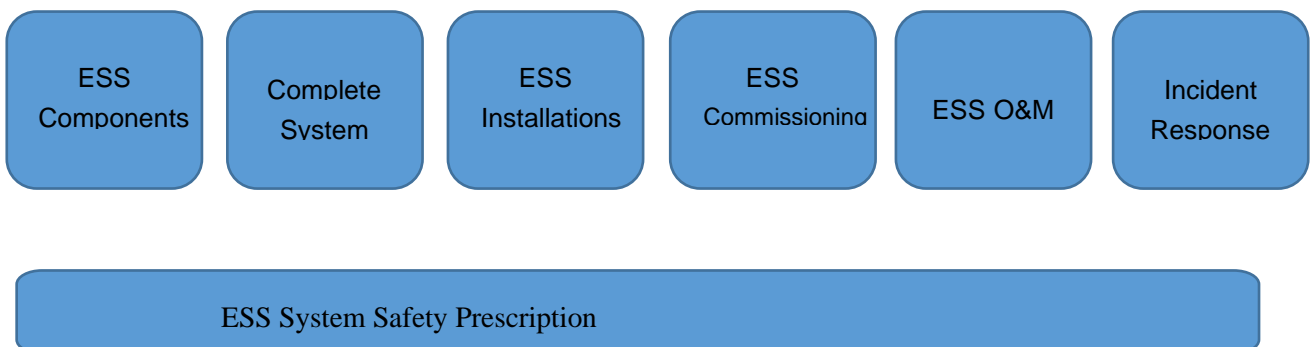 ESS
Components
Complete
System
ESS
Installations
ESS
Commissioning
ESS O&M
Incident
Response
ESS System Safety Prescription